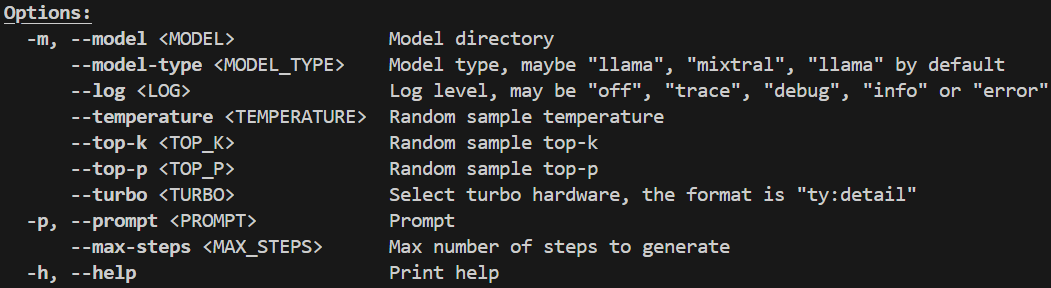 Options:
-m, --model <MODEL> Model directory
--model-type <MODEL_TYPE> Model type, maybe "llama", "mixtral", "llama" by default
--log <LOG> Log level, may be "off", "trace", "debug", "info" or "error"
--temperature <TEMPERATURE> Random sample temperature
--top-k <TOP_K> Random sample top-k
--top-p <TOP_P> Random sample top-p
--turbo <TURBO> Select turbo hardware, the format is "ty:detail"
-p, --prompt <PROMPT> Prompt
--max-steps <MAX_STEPS> Max number of steps to generate
-h, --help Print help